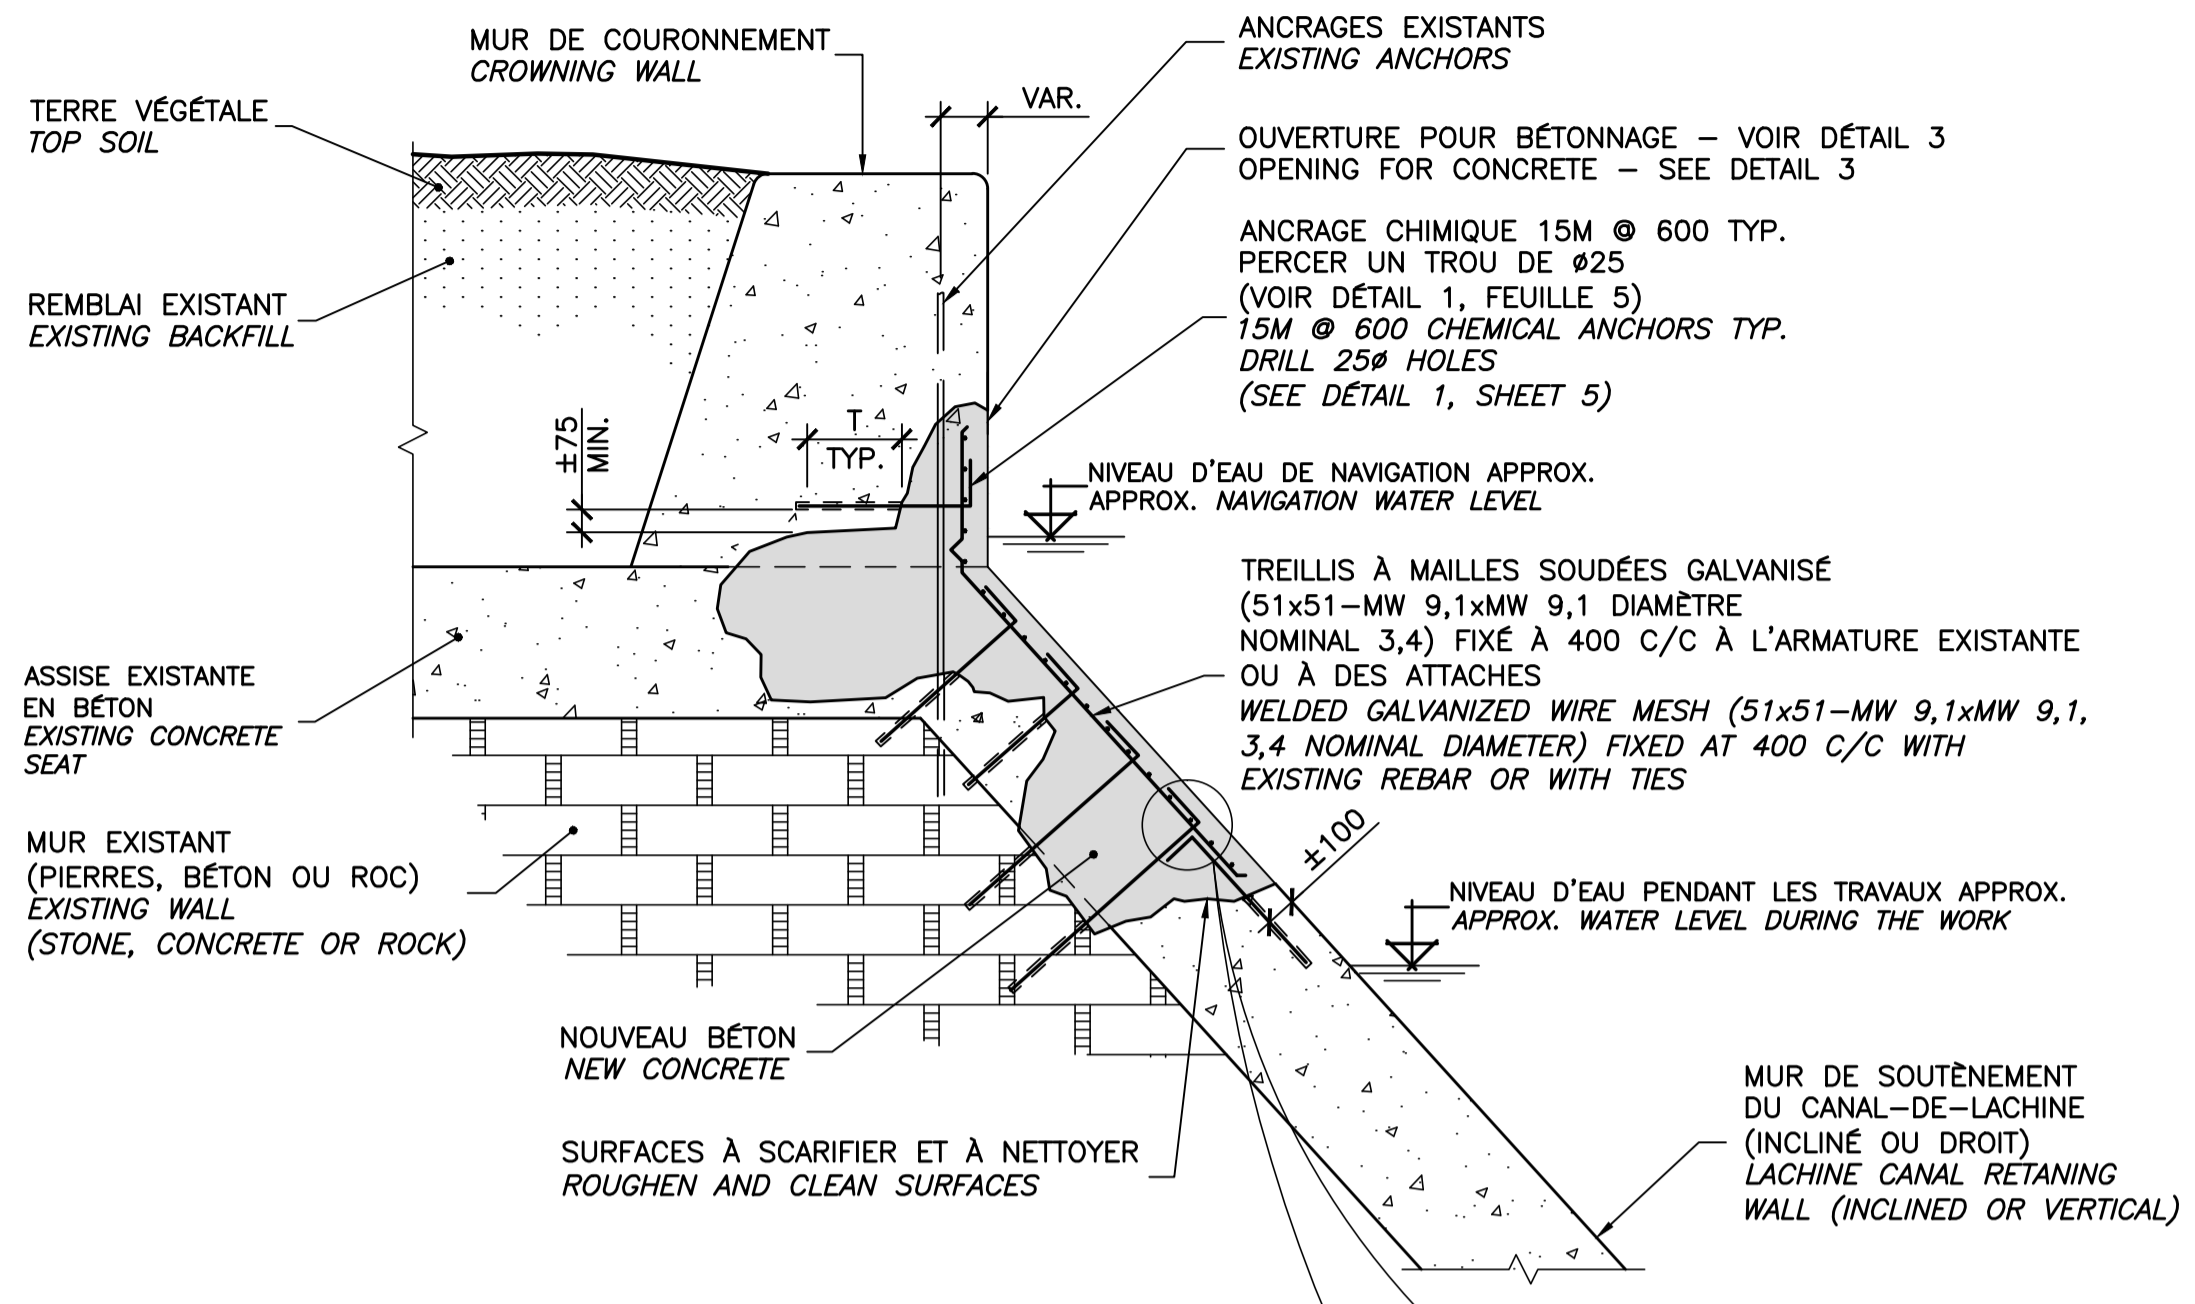 MUR DE COURONNEMENT
CROWNING WALL
ANCRAGES EXISTANTS
EXISTING ANCHORS
TERRE VÉGÉTALE
TOP SOIL
VAR.
OUVERTURE POUR BÉTONNAGE – VOIR DÉTAIL 3
OPENING FOR CONCRETE – SEE DETAIL 3
ANCRAGE CHIMIQUE 15M @ 600 TYP.
PERCER UN TROU DE ø25
(VOIR DÉTAIL 1, FEUILLE 5)
15M @ 600 CHEMICAL ANCHORS TYP.
DRILL 25ø HOLES
(SEE DÉTAIL 1, SHEET 5)
REMBLAI EXISTANT
EXISTING BACKFILL
±75
MIN.
T
TYP.
NIVEAU D'EAU DE NAVIGATION APPROX.
APPROX. NAVIGATION WATER LEVEL
TREILLIS À MAILLES SOUDÉES GALVANISÉ
(51x51–MW 9,1xMW 9,1 DIAMÈTRE
NOMINAL 3,4) FIXÉ À 400 C/C À L'ARMATURE EXISTANTE
OU À DES ATTACHES
WELDED GALVANIZED WIRE MESH (51x51–MW 9,1xMW 9,1,
3,4 NOMINAL DIAMETER) FIXED AT 400 C/C WITH
EXISTING REBAR OR WITH TIES
ASSISE EXISTANTE
EN BÉTON
EXISTING CONCRETE
SEAT
MUR EXISTANT
(PIERRES, BÉTON OU ROC)
EXISTING WALL
(STONE, CONCRETE OR ROCK)
±100
NIVEAU D'EAU PENDANT LES TRAVAUX APPROX.
APPROX. WATER LEVEL DURING THE WORK
NOUVEAU BÉTON
NEW CONCRETE
SURFACES À SCARIFIER ET À NETTOYER
ROUGHEN AND CLEAN SURFACES
MUR DE SOUTÈNEMENT
DU CANAL–DE–LACHINE
(INCLINÉ OU DROIT)
LACHINE CANAL RETANING
WALL (INCLINED OR VERTICAL)